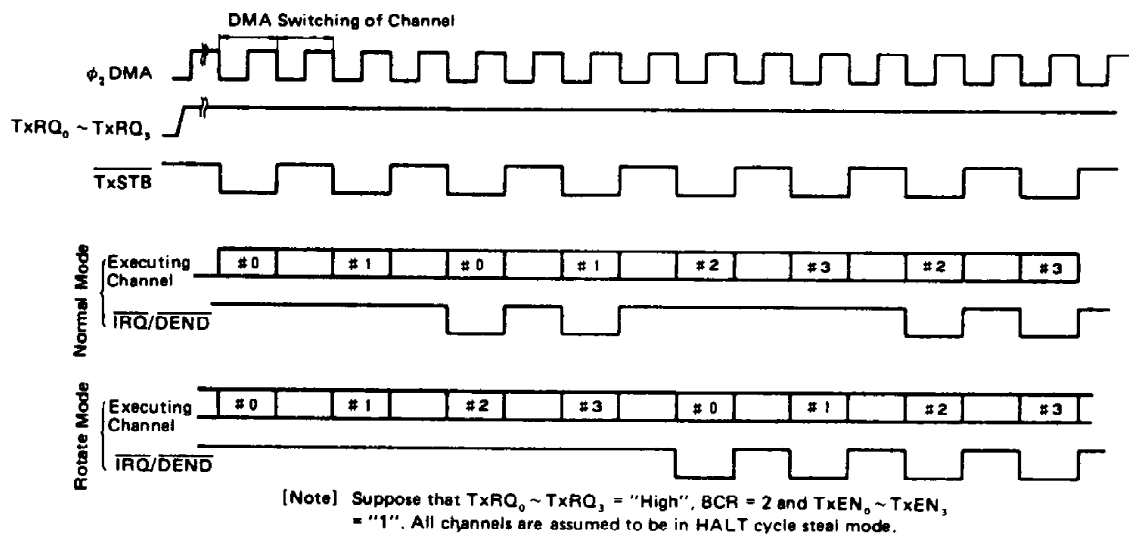 DMA Switching of Channel
ϕ₂ DMA
TxRQ₀ ~ TxRQ₃
TxSTB
Normal Mode
Executing Channel
#0 #1 #0 #1 #2 #3 #2 #3
IRQ/DEND
Rotate Mode
Executing Channel
#0 #1 #2 #3 #0 #1 #2 #3
IRQ/DEND
[Note] Suppose that TxRQ₀ ~ TxRQ₃ = "High", BCR = 2 and TxEN₀ ~ TxEN₃
= "1". All channels are assumed to be in HALT cycle steal mode.